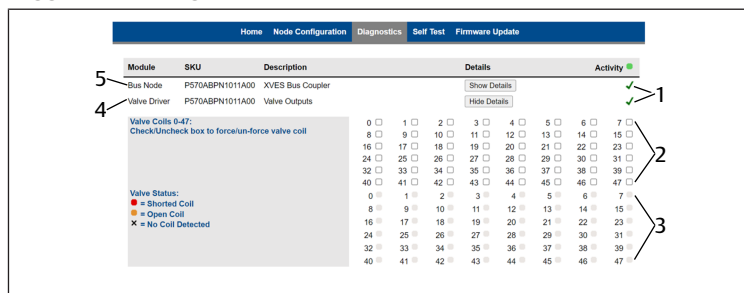 Home Node Configuration Diagnostics Self Test Firmware Update
Module SKU Description Details Activity
5 Bus Node P570ABPN1011A00 XVES Bus Coupler Show Details ✓ 1
4 Valve Driver P570ABPN1011A00 Valve Outputs Hide Details ✓
Valve Coils 0-47:
Check/Uncheck box to force/un-force valve coil
0 1 2 3 4 5 6 7
8 9 10 11 12 13 14 15
16 17 18 19 20 21 22 23
24 25 26 27 28 29 30 31
32 33 34 35 36 37 38 39
40 41 42 43 44 45 46 47
2
Valve Status:
= Shorted Coil
= Open Coil
X = No Coil Detected
0 1 2 3 4 5 6 7
8 9 10 11 12 13 14 15
16 17 18 19 20 21 22 23
24 25 26 27 28 29 30 31
32 33 34 35 36 37 38 39
40 41 42 43 44 45 46 47
3